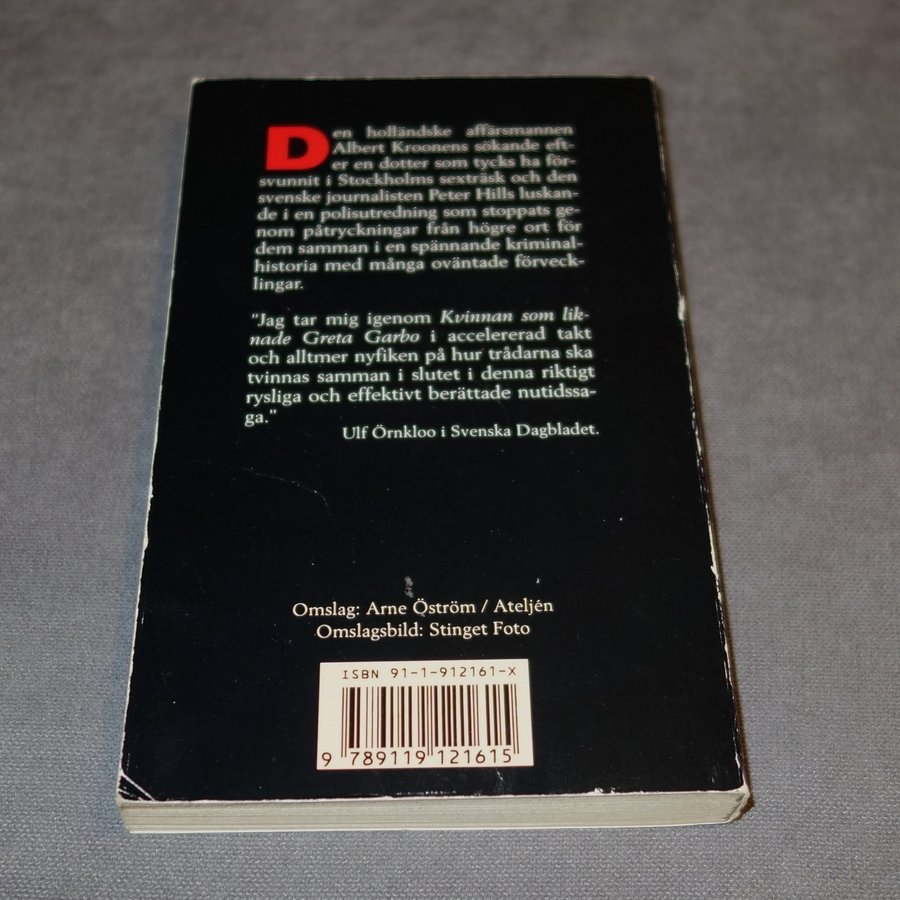 Den holländske affärsmannen
Albert Kroonens sökande eft-
er en dotter som tycks ha för-
svunnit i Stockholms sexträsk och den
svenske journalisten Peter Hills luskan-
de i en polisutredning som stoppats ge-
nom påtryckningar från högre ort för
dem samman i en spännande kriminal-
historia med många oväntade förveck-
lingar.
"Jag tar mig igenom Kvinnan som lik-
nade Greta Garbo i accelererad takt
och alltmer nyfiken på hur trådarna ska
tvinnas samman i slutet i denna riktigt
rysliga och effektivt berättade nutidssa-
ga."
Ulf Örnkloo i Svenska Dagbladet.
Omslag: Arne Öström / Ateljén
Omslagsbild: Stinget Foto
ISBN 91-1-912161-X
9 789119 121615